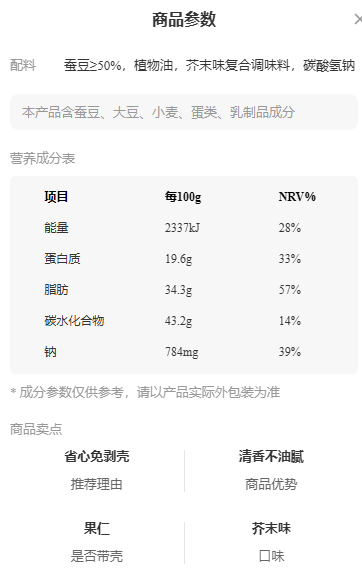 商品参数
配料 蚕豆≥50%，植物油，芥末味复合调味料，碳酸氢钠
本产品含蚕豆、大豆、小麦、蛋类、乳制品成分
营养成分表
项目 每100g NRV%
能量 2337kJ 28%
蛋白质 19.6g 33%
脂肪 34.3g 57%
碳水化合物 43.2g 14%
钠 784mg 39%
* 成分参数仅供参考，请以产品实际外包装为准
商品卖点
省心免剥壳 清香不油腻
推荐理由 商品优势
果仁 芥末味
是否带壳 口味